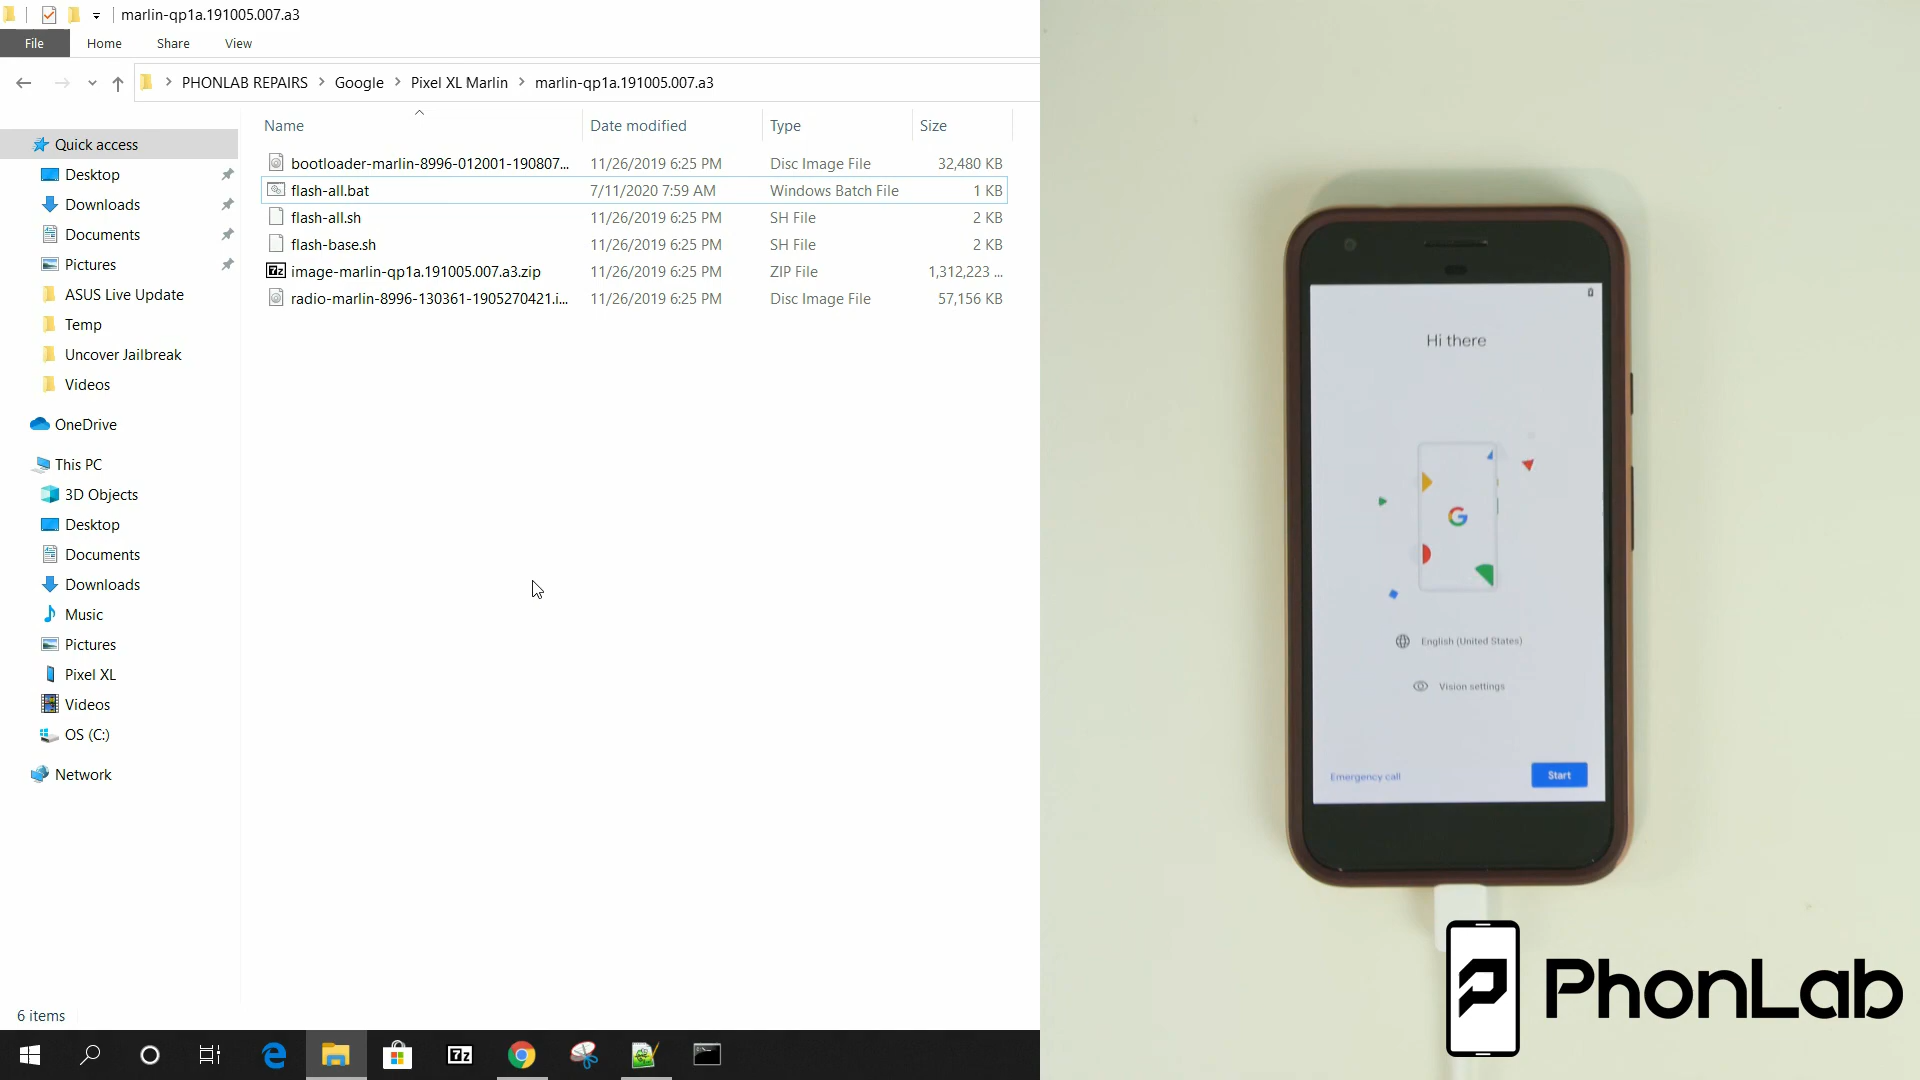 marlin-qp1a.191005.007.a3
File Home Share View
PHONLAB REPAIRS > Google > Pixel XL Marlin > marlin-qp1a.191005.007.a3
Name Date modified Type Size
bootloader-marlin-8996-012001-190807... 11/26/2019 6:25 PM Disc Image File 32,480 KB
flash-all.bat 7/11/2020 7:59 AM Windows Batch File 1 KB
flash-all.sh 11/26/2019 6:25 PM SH File 2 KB
flash-base.sh 11/26/2019 6:25 PM SH File 2 KB
7z image-marlin-qp1a.191005.007.a3.zip 11/26/2019 6:25 PM ZIP File 1,312,223 ...
radio-marlin-8996-130361-1905270421.i... 11/26/2019 6:25 PM Disc Image File 57,156 KB
Quick access
Desktop
Downloads
Documents
Pictures
ASUS Live Update
Temp
Uncover Jailbreak
Videos
OneDrive
This PC
3D Objects
Desktop
Documents
Downloads
Music
Pictures
Pixel XL
Videos
OS (C:)
Network
6 items
7z
Hi there
G
English (United States)
Vision settings
Emergency call
Start
PhonLab